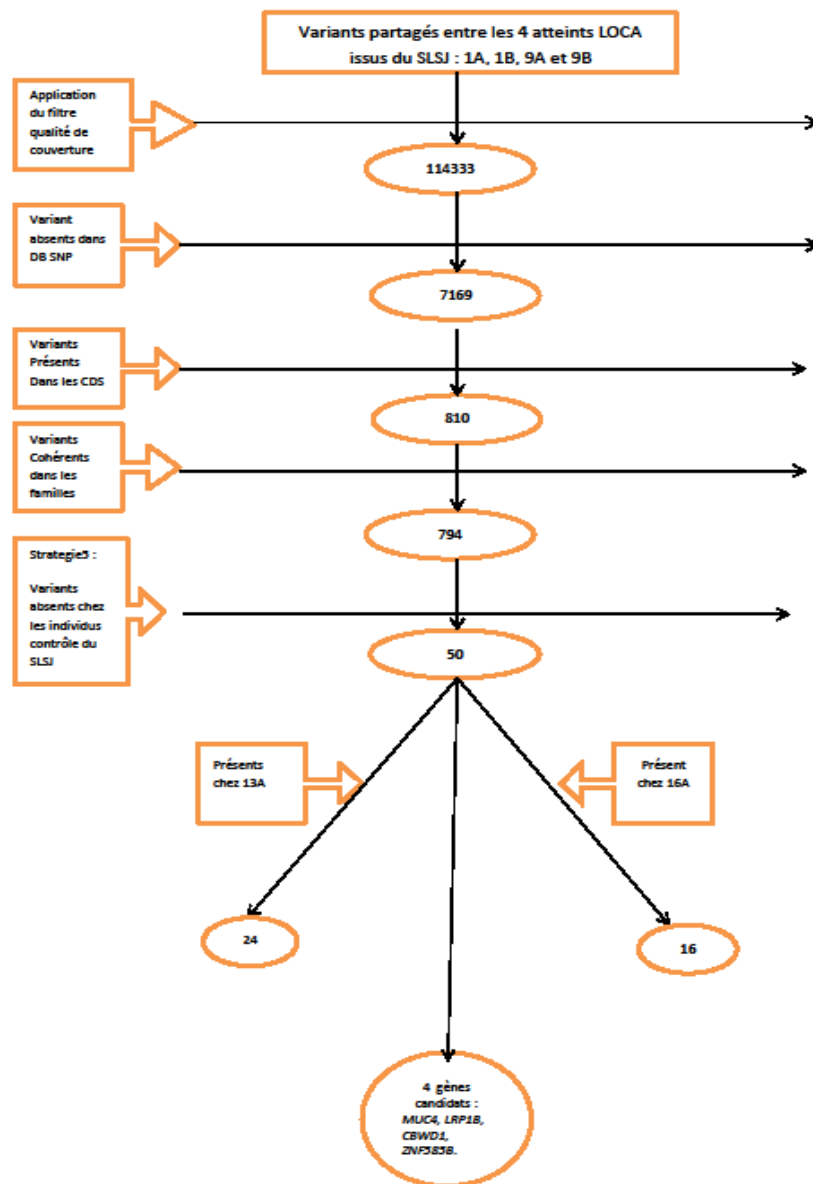 Variants partagés entre les 4 atteints LOCA
issus du SLSJ : 1A, 1B, 9A et 9B
Application
du filtre
qualité de
couverture
114333
Variant
absents dans
DB SNP
7169
Variants
Présents
Dans les CDS
810
Variants
Cohérents
dans les
familles
794
Strategie5 :
Variants
absents chez
les individus
contrôle du
SLSJ
50
Présents
chez 13A
Présent
chez 16A
24
16
4 gènes
candidats :
MUC4, LRP1B,
CBWD1,
ZNF585B.